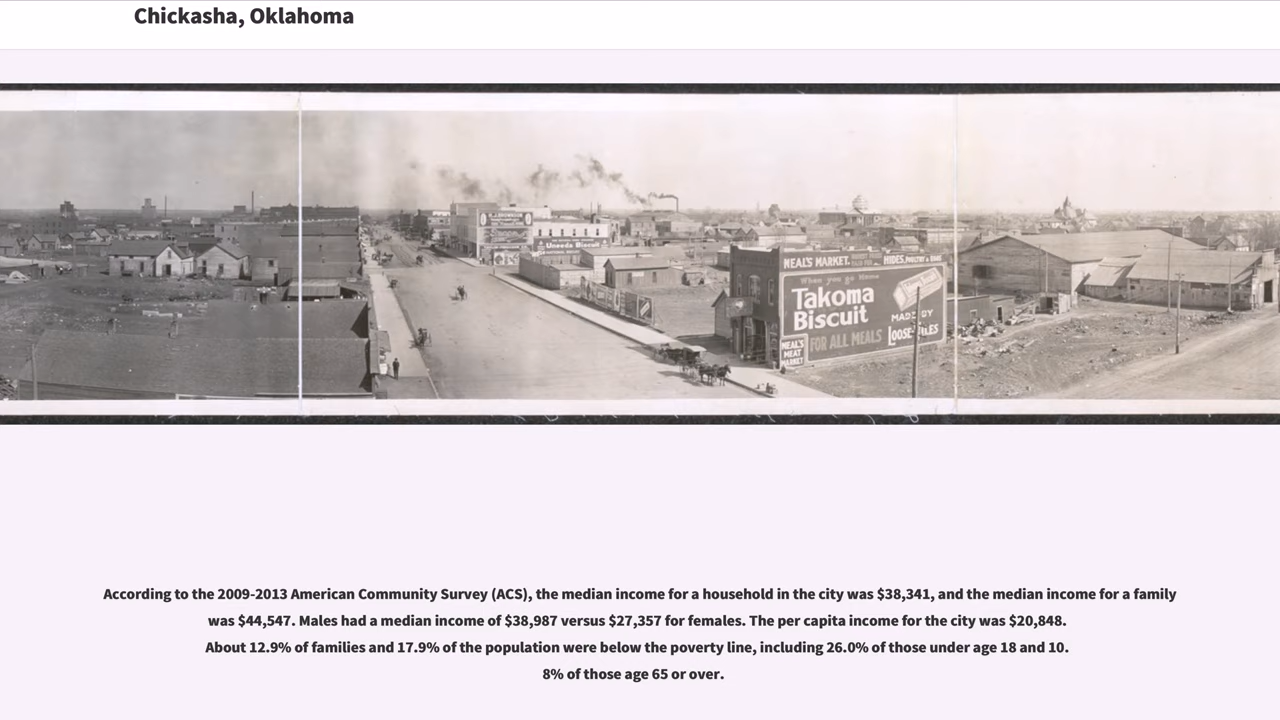 Chickasha, Oklahoma
Uneeda Biscuit
NEAL'S MARKET.
HIDES, POULTRY &
When you go Home
Takoma
Biscuit
MADE BY
FOR ALL MEALS
NEAL'S
MEAT
MARKET
According to the 2009-2013 American Community Survey (ACS), the median income for a household in the city was $38,341, and the median income for a family
was $44,547. Males had a median income of $38,987 versus $27,357 for females. The per capita income for the city was $20,848.
About 12.9% of families and 17.9% of the population were below the poverty line, including 26.0% of those under age 18 and 10.
8% of those age 65 or over.